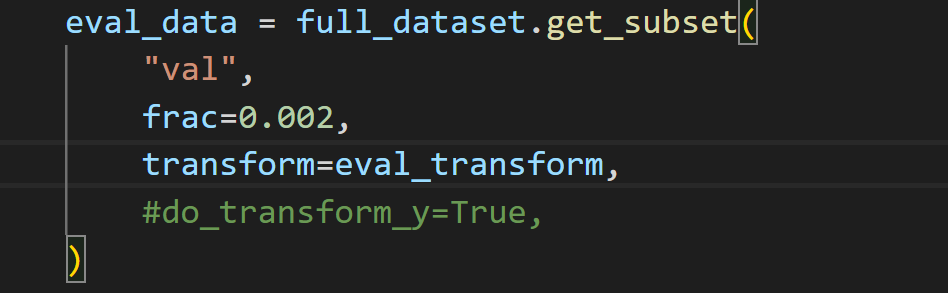 eval_data = full_dataset.get_subset(
"val",
frac=0.002,
transform=eval_transform,
#do_transform_y=True,
)